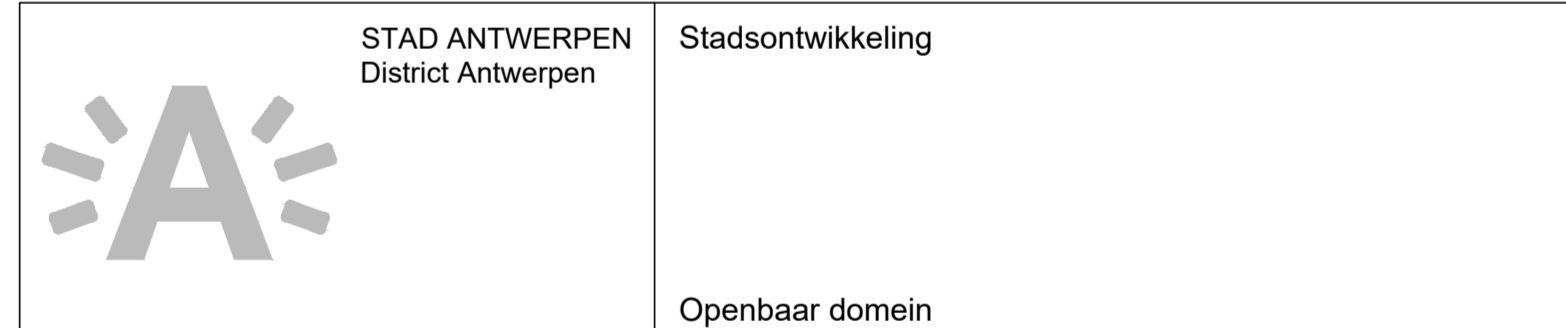 STAD ANTWERPEN
District Antwerpen
A
Stadsontwikkeling
Openbaar domein